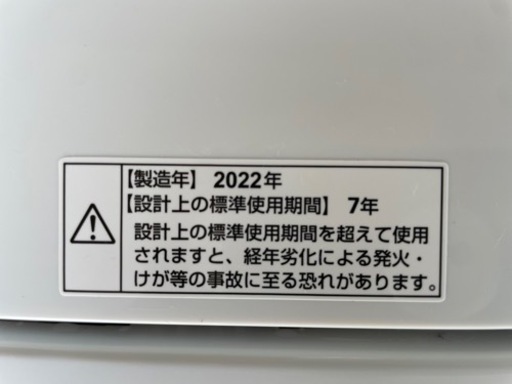 【製造年】 2022年
【設計上の標準使用期間】 7年
設計上の標準使用期間を超えて使用
されますと、経年劣化による発火・
けが等の事故に至る恐れがあります。